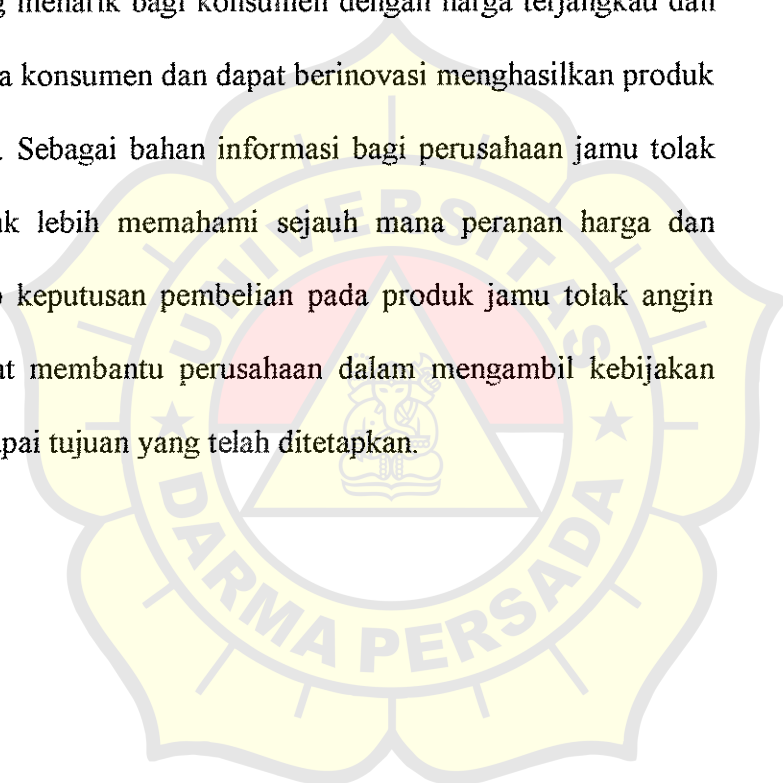 menarik bagi konsumen dengan harga terjangkau dan
konsumen dan dapat berinovasi menghasilkan produk
. Sebagai bahan informasi bagi perusahaan jamu tolak
lebih memahami sejauh mana peranan harga dan
keputusan pembelian pada produk jamu tolak angin
membantu perusahaan dalam mengambil kebijakan
tujuan yang telah ditetapkan.
UNIVERSITAS
DARMA PERSADA